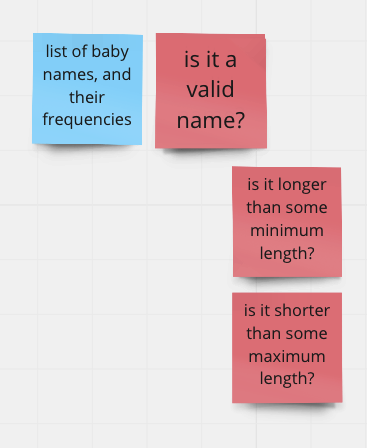 list of baby
names, and
their
frequencies
is it a
valid
name?
is it longer
than some
minimum
length?
is it shorter
than some
maximum
length?